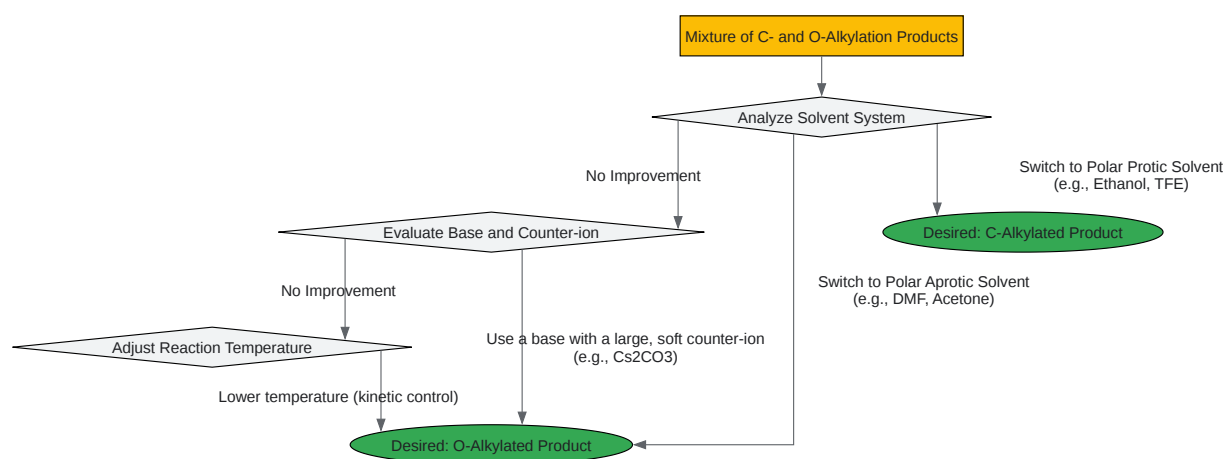 Mixture of C- and O-Alkylation Products
Analyze Solvent System
Switch to Polar Protic Solvent
(e.g., Ethanol, TFE)
No Improvement
Evaluate Base and Counter-ion
Desired: C-Alkylated Product
Switch to Polar Aprotic Solvent
(e.g., DMF, Acetone)
No Improvement
Use a base with a large, soft counter-ion
(e.g., Cs2CO3)
Adjust Reaction Temperature
Lower temperature (kinetic control)
Desired: O-Alkylated Product